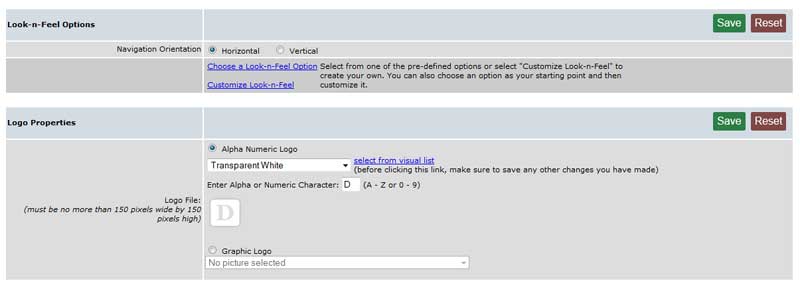 Look-n-Feel Options
Save Reset
Navigation Orientation Horizontal Vertical
Choose a Look-n-Feel Option Select from one of the pre-defined options or select "Customize Look-n-Feel" to
create your own. You can also choose an option as your starting point and then
Customize Look-n-Feel customize it.
Logo Properties
Save Reset
Alpha Numeric Logo
Transparent White select from visual list
(before clicking this link, make sure to save any other changes you have made)
Enter Alpha or Numeric Character: D (A - Z or 0 - 9)
Logo File:
(must be no more than 150 pixels wide by 150
pixels high)
D
Graphic Logo
No picture selected